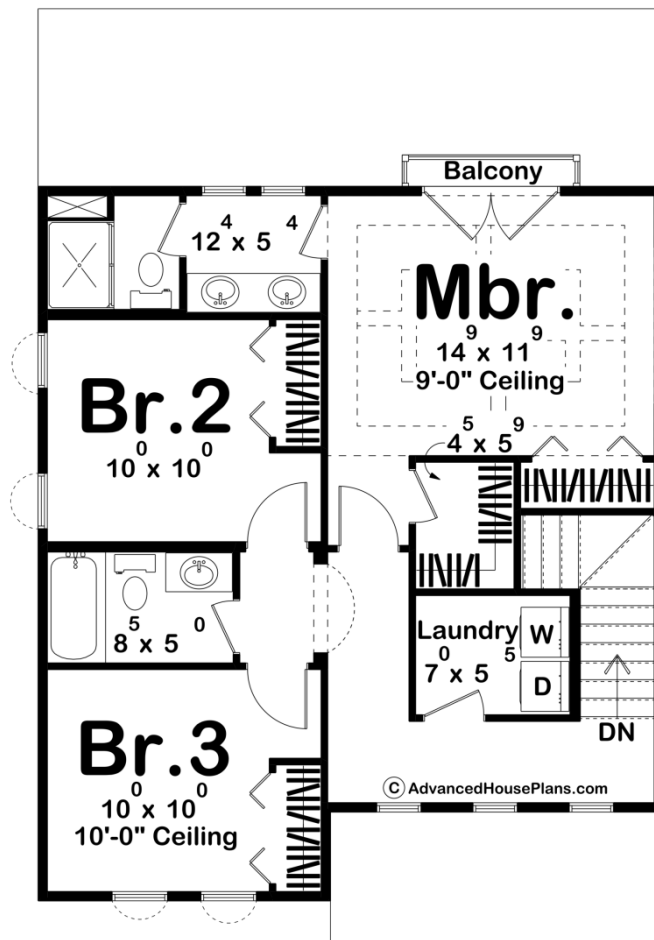 Balcony
12⁴ x 5⁴
Mbr.
14⁹ x 11⁹
9'-0" Ceiling
Br.2
10⁰ x 10⁰
4⁵ x 5⁹
8⁵ x 5⁰
Laundry
7⁰ x 5⁵
W
D
DN
Br.3
10⁰ x 10⁰
10'-0" Ceiling
© AdvancedHousePlans.com